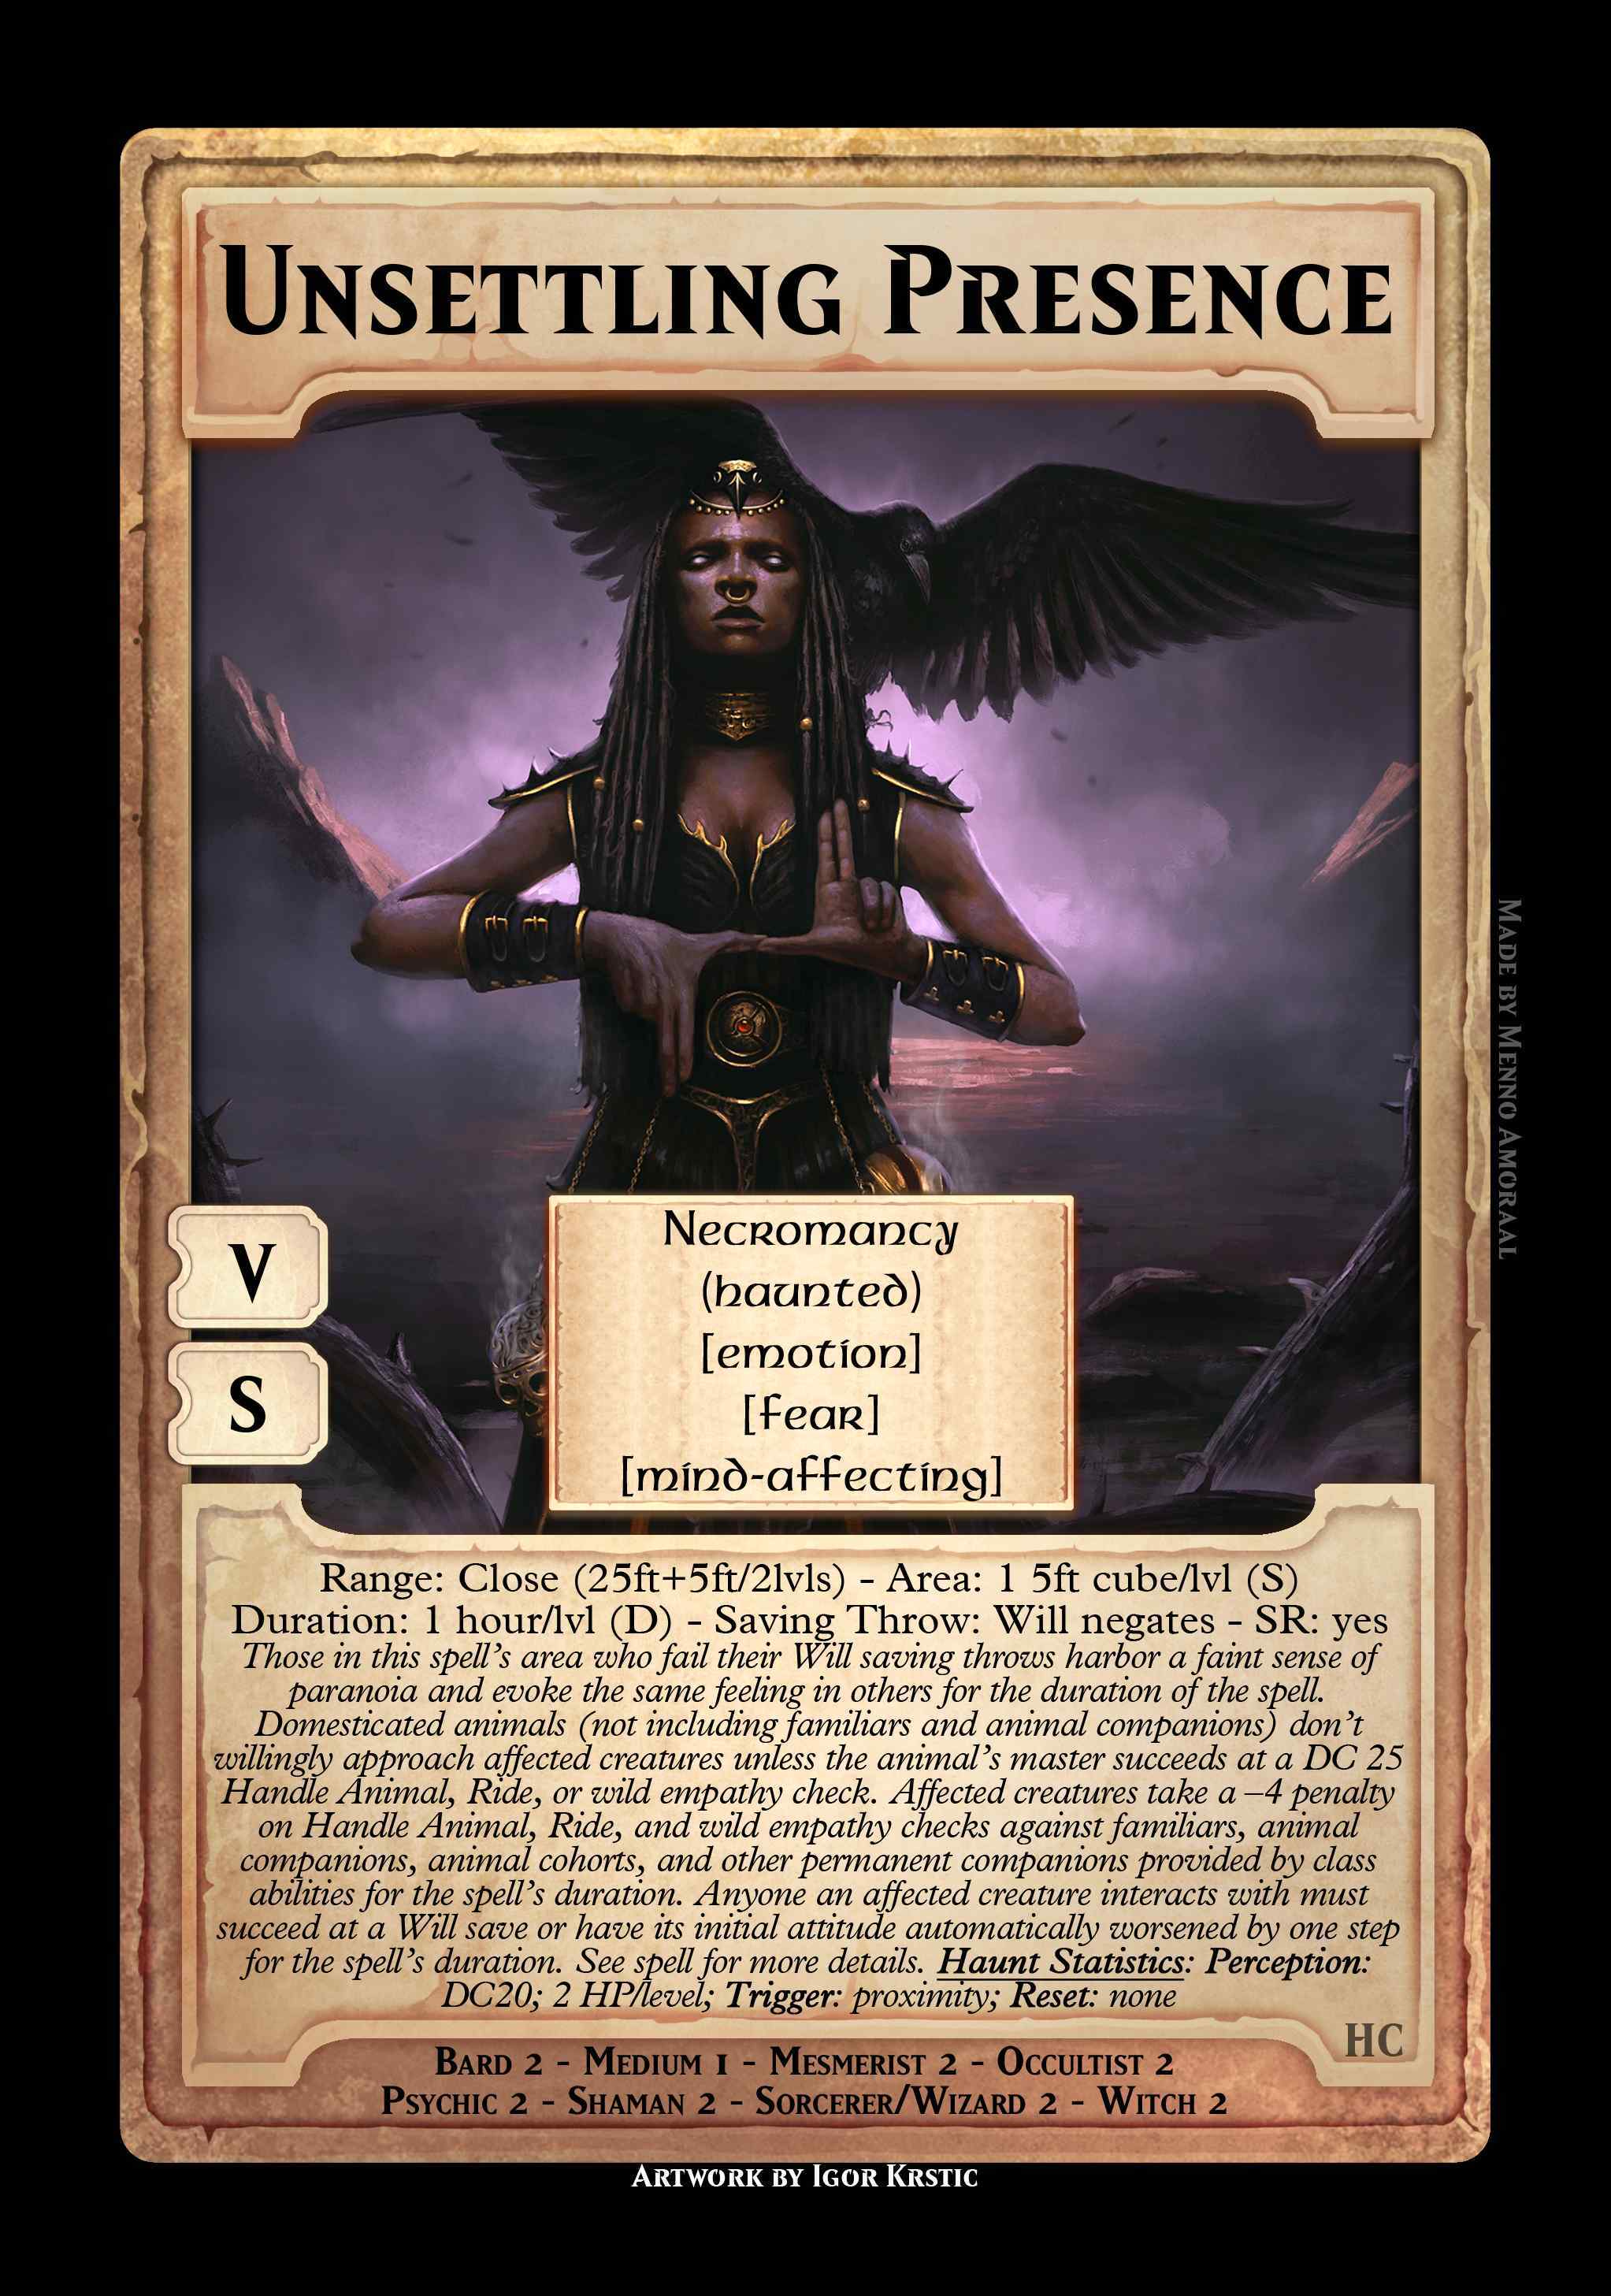 Unsettling Presence
V
S
Necromancy
(haunted)
[emotion]
[fear]
[mind-affecting]
Range: Close (25ft+5ft/2lvls) - Area: 1 5ft cube/lvl (S)
Duration: 1 hour/lvl (D) - Saving Throw: Will negates - SR: yes
Those in this spell's area who fail their Will saving throws harbor a faint sense of
paranoia and evoke the same feeling in others for the duration of the spell.
Domesticated animals (not including familiars and animal companions) don't
willingly approach affected creatures unless the animal's master succeeds at a DC 25
Handle Animal, Ride, or wild empathy check. Affected creatures take a –4 penalty
on Handle Animal, Ride, and wild empathy checks against familiars, animal
companions, animal cohorts, and other permanent companions provided by class
abilities for the spell's duration. Anyone an affected creature interacts with must
succeed at a Will save or have its initial attitude automatically worsened by one step
for the spell's duration. See spell for more details. Haunt Statistics: Perception:
DC20; 2 HP/level; Trigger: proximity; Reset: none
HC
Bard 2 - Medium 1 - Mesmerist 2 - Occultist 2
Psychic 2 - Shaman 2 - Sorcerer/Wizard 2 - Witch 2
Artwork by Igor Krstic
Made by Menno Amoraal